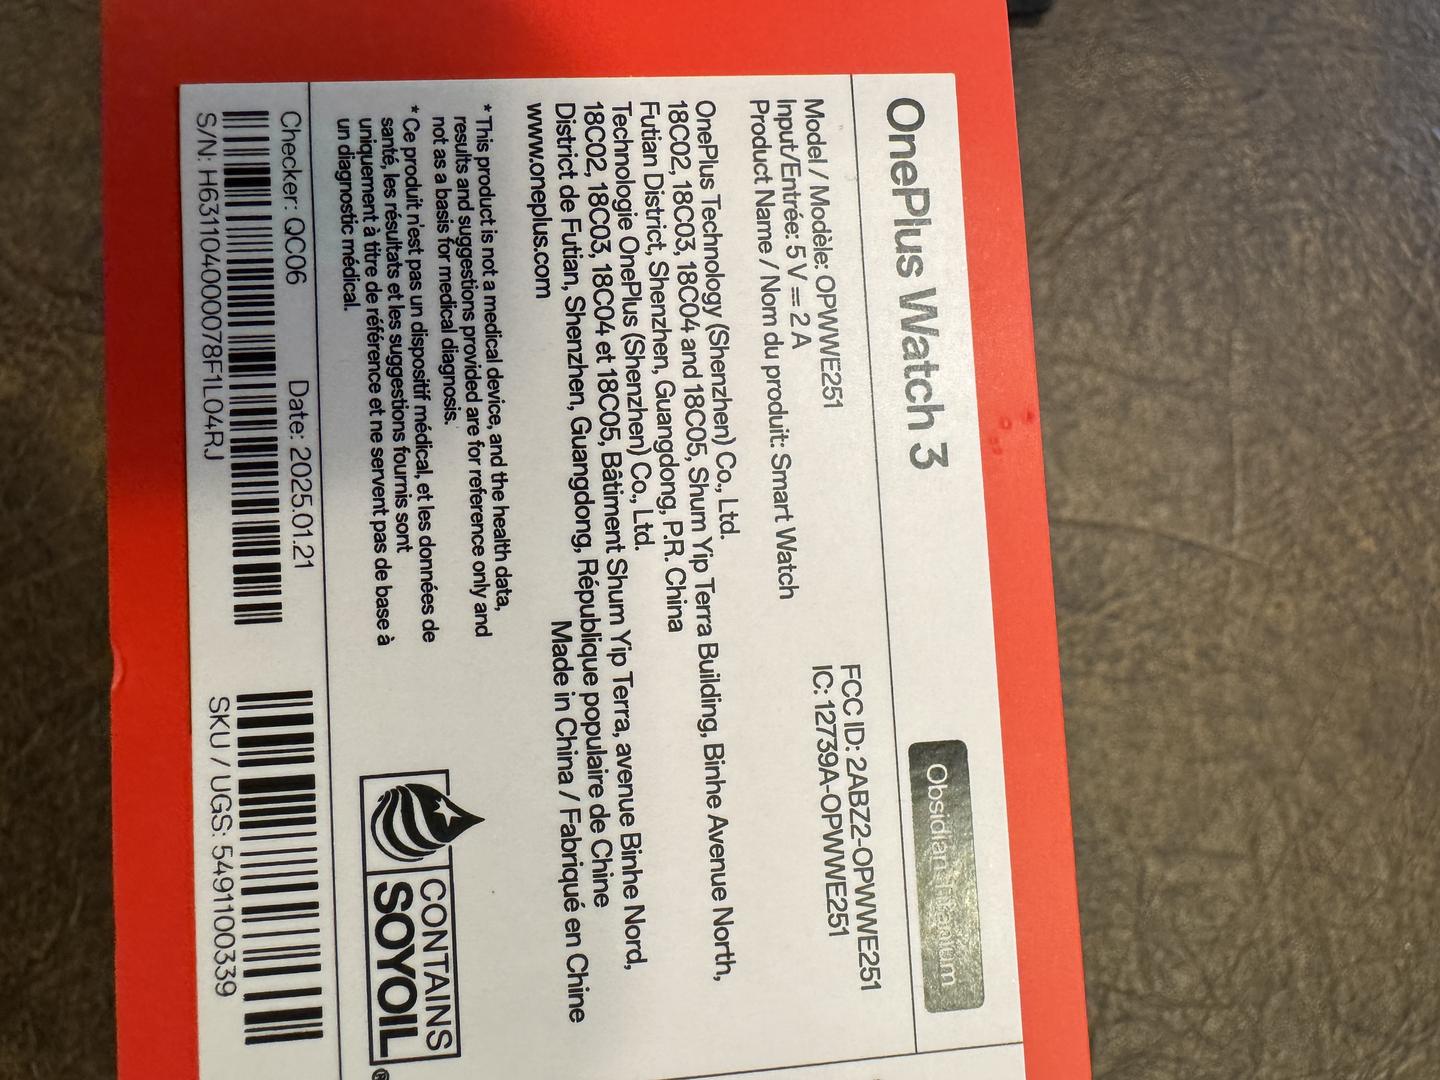 OnePlus Watch 3
Obsidian Titanium
Model / Modèle: OPWWE251
Input/Entrée: 5 V⎓2 A
Product Name / Nom du produit: Smart Watch
FCC ID: 2ABZ2-OPWWE251
IC: 12739A-OPWWE251
OnePlus Technology (Shenzhen) Co., Ltd.
18C02, 18C03, 18C04 and 18C05, Shum Yip Terra Building, Binhe Avenue North,
Futian District, Shenzhen, Guangdong, P.R. China
Technologie OnePlus (Shenzhen) Co., Ltd.
18C02, 18C03, 18C04 et 18C05, Bâtiment Shum Yip Terra, avenue Binhe Nord,
District de Futian, Shenzhen, Guangdong, République populaire de Chine
www.oneplus.com
Made in China / Fabriqué en Chine
*This product is not a medical device, and the health data,
results and suggestions provided are for reference only and
not as a basis for medical diagnosis.
*Ce produit n'est pas un dispositif médical, et les données de
santé, les résultats et les suggestions fournis sont
uniquement à titre de référence et ne servent pas de base à
un diagnostic médical.
CONTAINS
SOYOIL®
Checker: QC06
Date: 2025.01.21
S/N: H6311040000078F1L04RJ
SKU / UGS: 5491100339